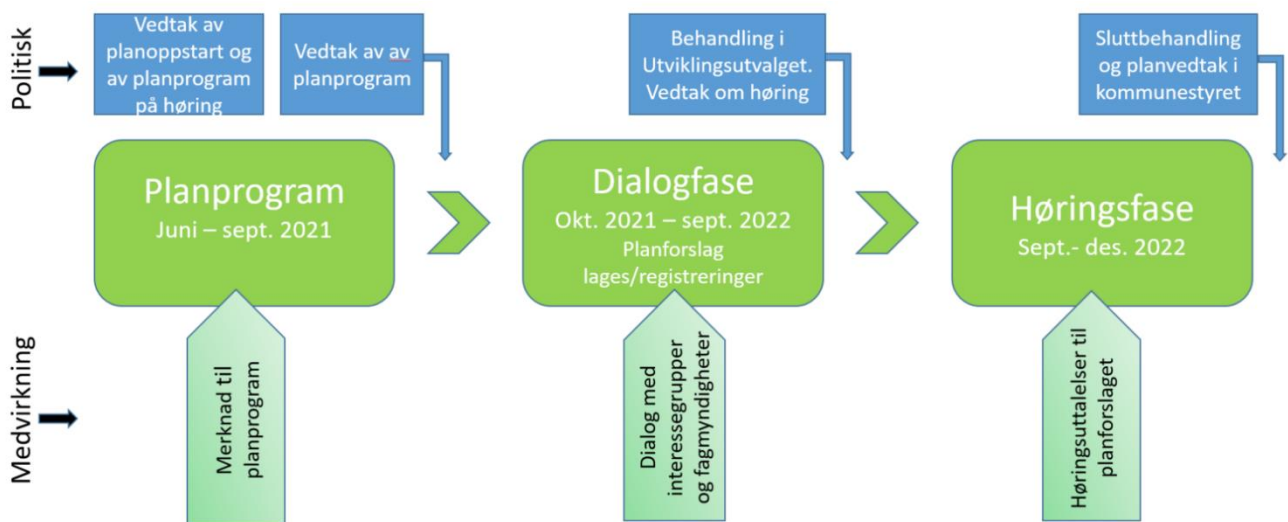 Politisk
Vedtak av
planoppstart og
av planprogram
på høring
Vedtak av av
planprogram
Behandling i
Utviklingsutvalget.
Vedtak om høring
Sluttbehandling
og planvedtak i
kommunestyret
Planprogram
Juni – sept. 2021
Dialogfase
Okt. 2021 – sept. 2022
Planforslag
lages/registreringer
Høringsfase
Sept.- des. 2022
Medvirkning
Merknad til
planprogram
Dialog med
interessegrupper
og fagmyndigheter
Høringsuttalelser til
planforslaget